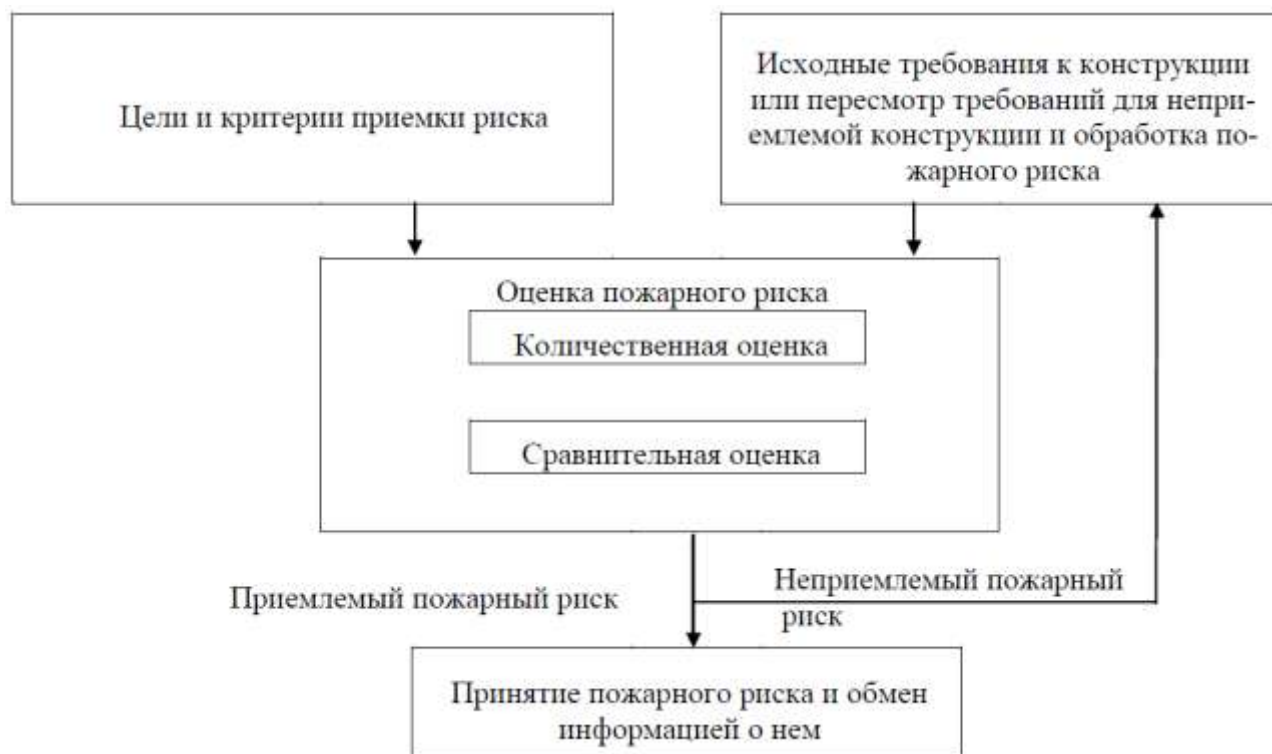 Цели и критерии приемки риска
Исходные требования к конструкции
или пересмотр требований для непри-
емлемой конструкции и обработка по-
жарного риска
Оценка пожарного риска
Количественная оценка
Сравнительная оценка
Приемлемый пожарный риск
Неприемлемый пожарный
риск
Принятие пожарного риска и обмен
информацией о нем